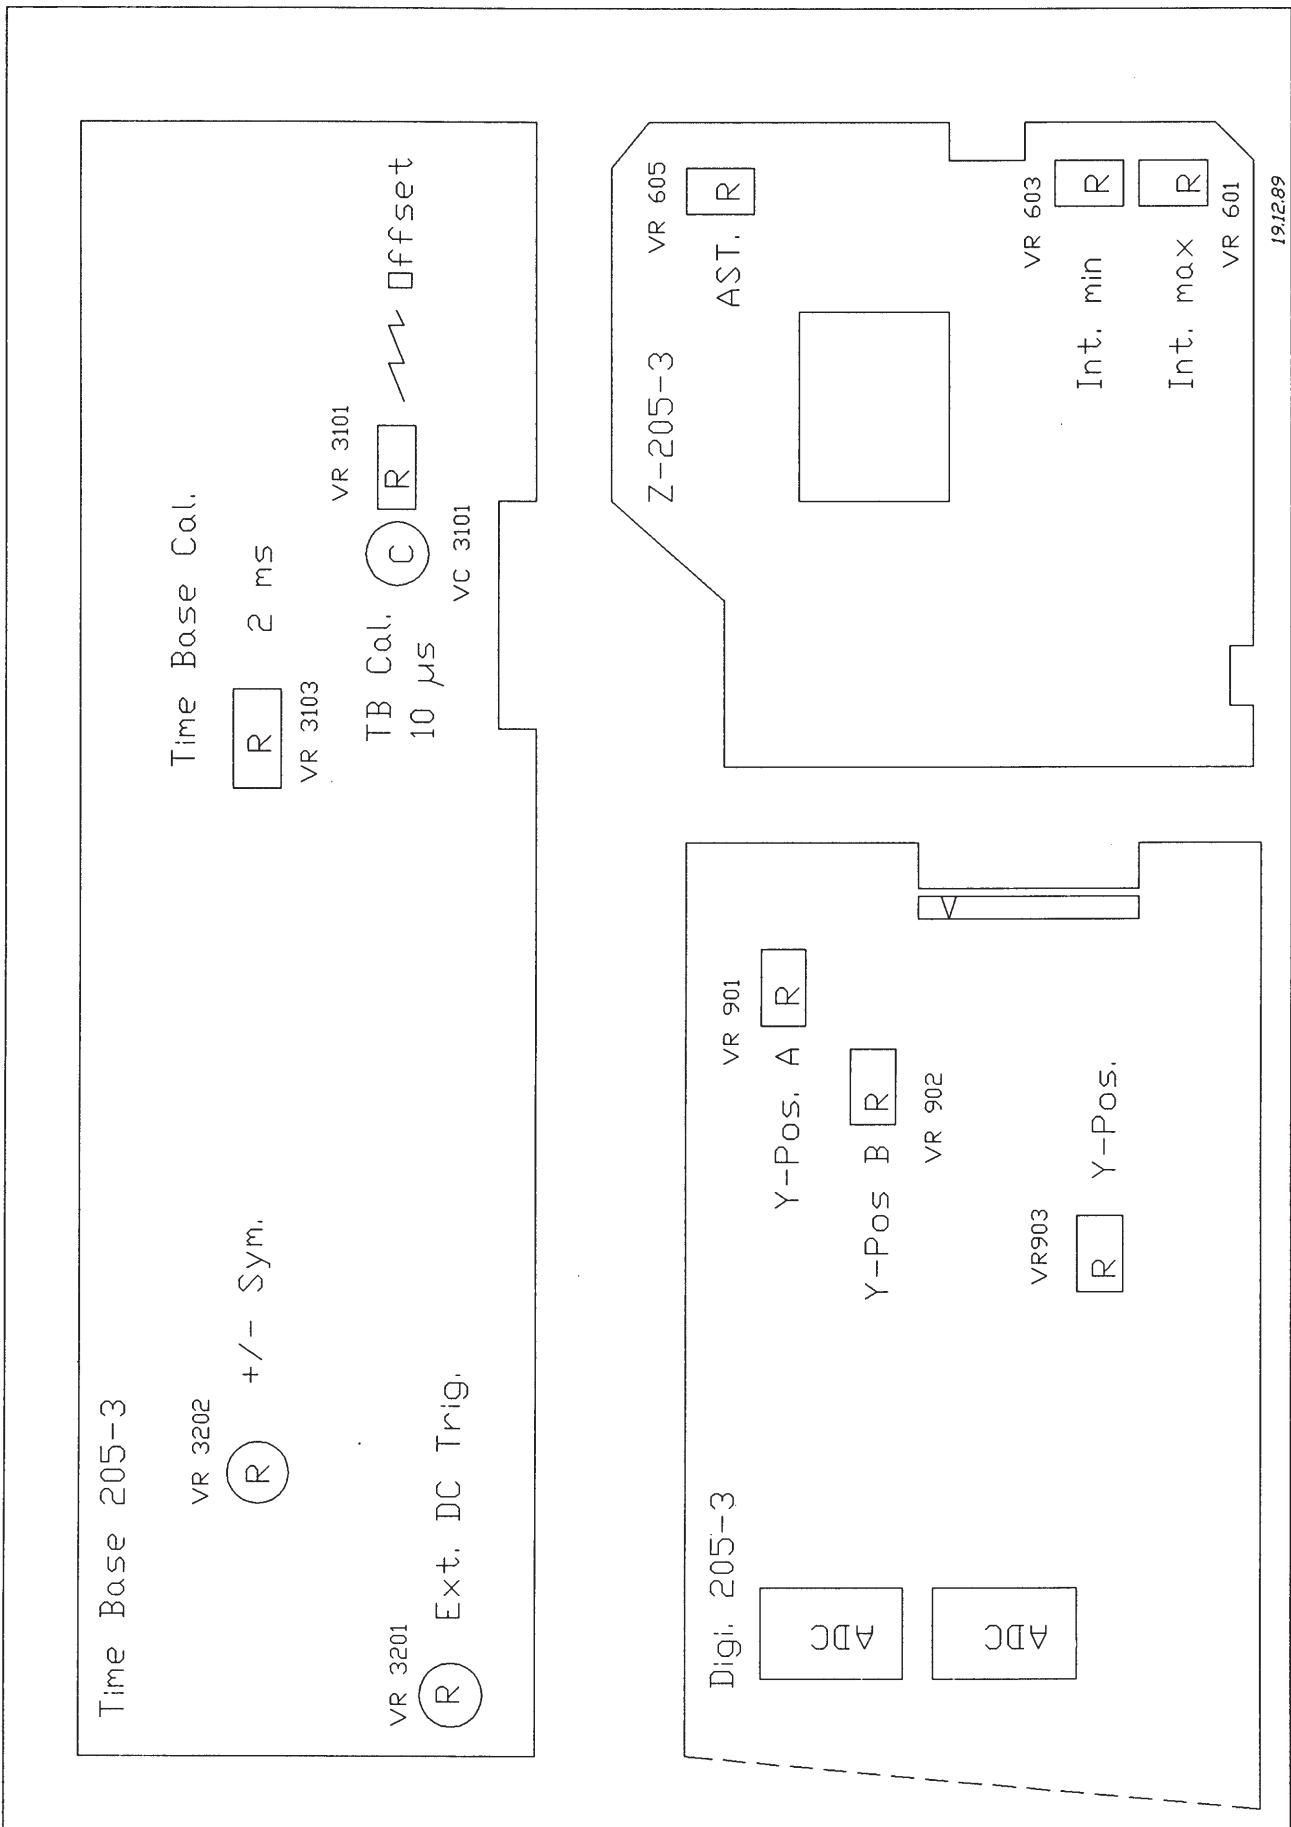 Time Base 205-3
VR 3202
R
+/- Sym.
VR 3201
R
Ext. DC Trig.
Time Base Cal.
R
2 ms
VR 3103
VR 3101
R
Offset
TB Cal.
10 µs
C
VC 3101
Digi. 205-3
ADC
ADC
VR 901
R
Y-Pos. A
Y-Pos B
R
VR 902
VR903
R
Y-Pos.
Z-205-3
VR 605
R
AST.
VR 603
R
Int. min
Int. max
R
VR 601
19.12.89